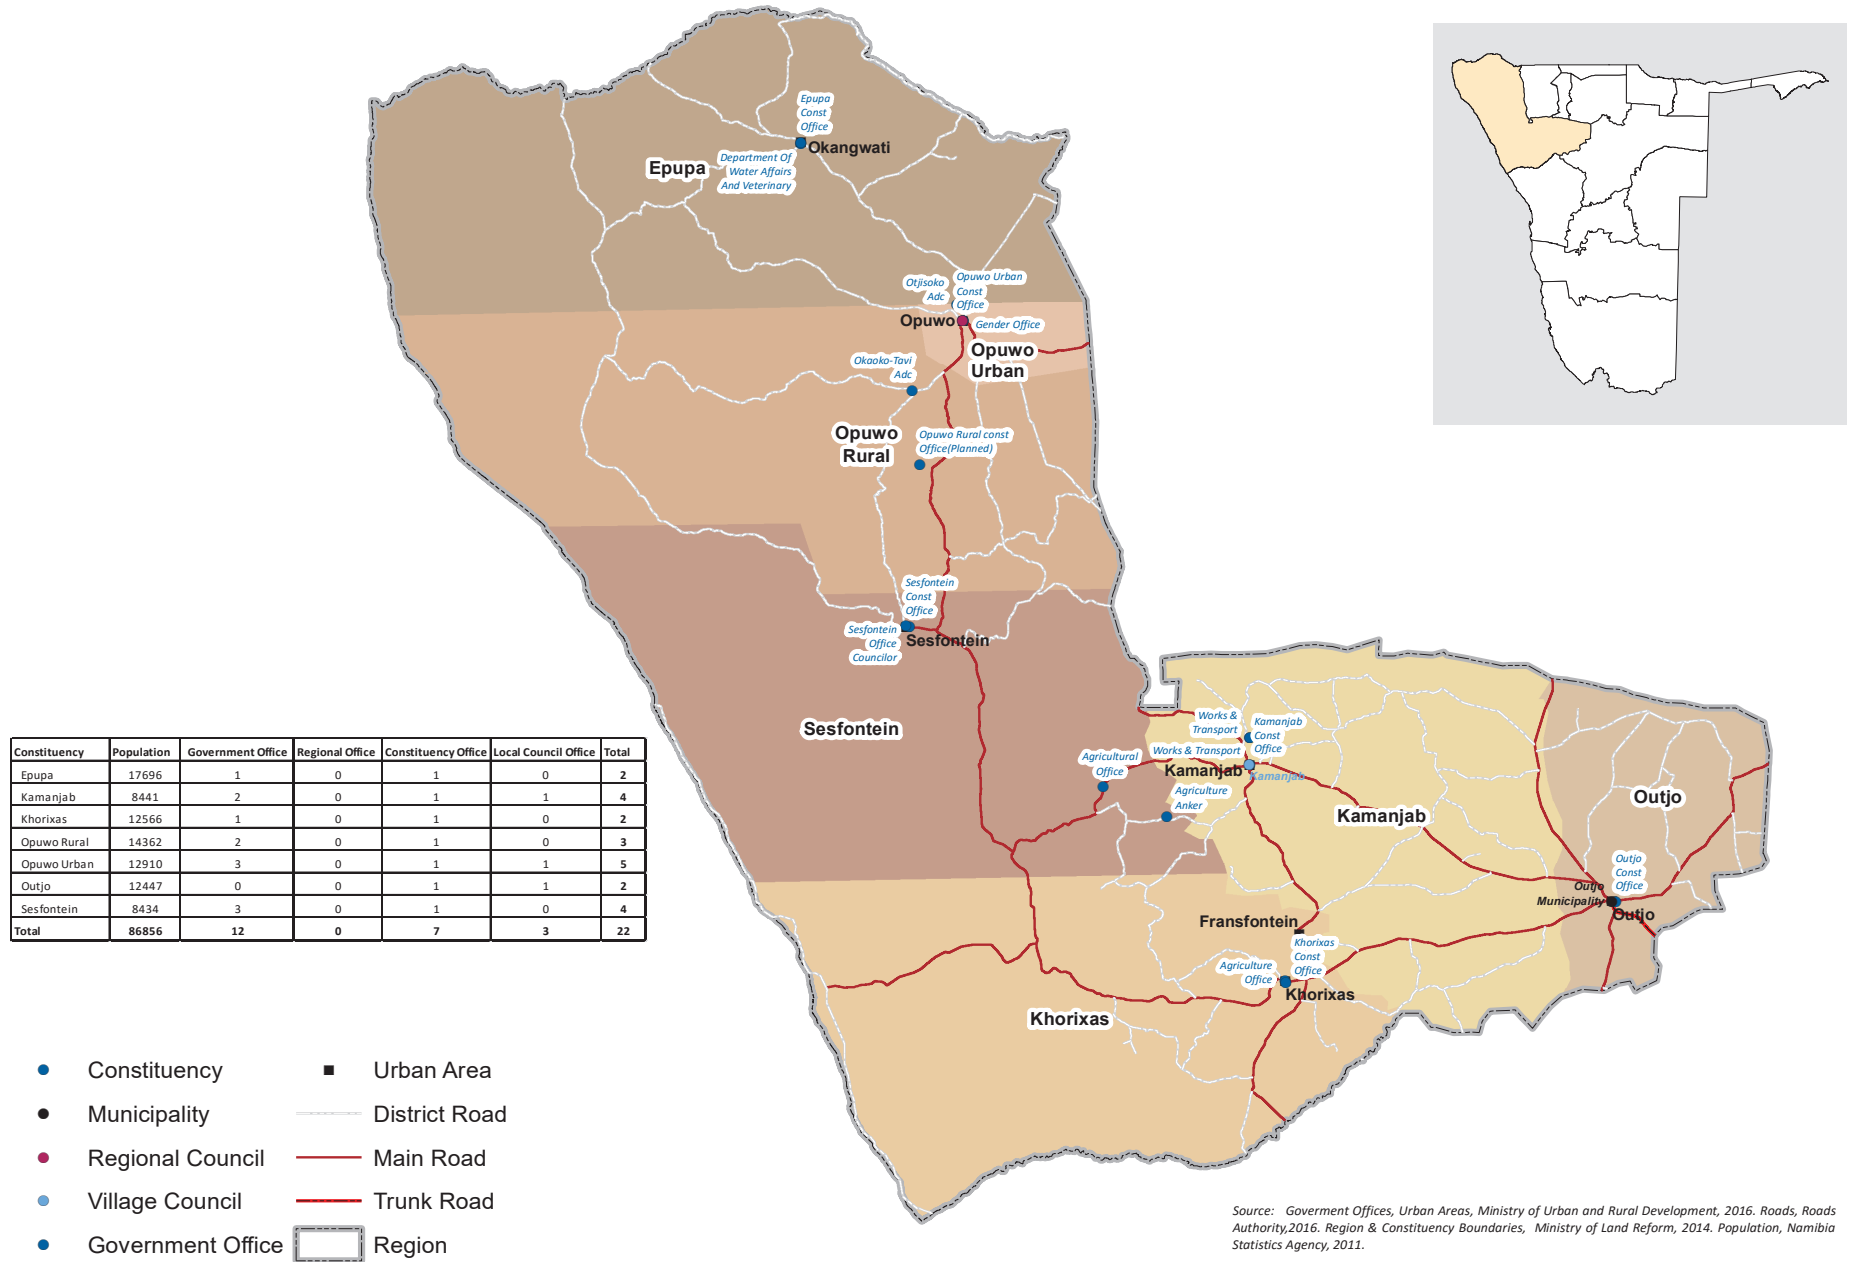 Epupa
Const
Office
Okangwati
Department Of
Water Affairs
And Veterinary
Epupa
Otjisoko
Adc
Opuwo Urban
Const
Office
Opuwo
Gender Office
Opuwo
Urban
Okaoko-Tavi
Adc
Opuwo
Rural
Opuwo Rural const
Office(Planned)
Sesfontein
Const
Office
Sesfontein
Office
Councilor
Sesfontein
Sesfontein
Works &
Transport
Kamanjab
Const
Office
Works & Transport
Kamanjab
Kamanjab
Agricultural
Office
Agriculture
Anker
Kamanjab
Outjo
Outjo
Const
Office
Outjo
Municipality
Outjo
Fransfontein
Khorixas
Const
Office
Agriculture
Office
Khorixas
Khorixas
Constituency Population Government Office Regional Office Constituency Office Local Council Office Total
Epupa 17696 1 0 1 0 2
Kamanjab 8441 2 0 1 1 4
Khorixas 12566 1 0 1 0 2
Opuwo Rural 14362 2 0 1 0 3
Opuwo Urban 12910 3 0 1 1 5
Outjo 12447 0 0 1 1 2
Sesfontein 8434 3 0 1 0 4
Total 86856 12 0 7 3 22
Constituency
Municipality
Regional Council
Village Council
Government Office
Urban Area
District Road
Main Road
Trunk Road
Region
Source: Goverment Offices, Urban Areas, Ministry of Urban and Rural Development, 2016. Roads, Roads
Authority,2016. Region & Constituency Boundaries, Ministry of Land Reform, 2014. Population, Namibia
Statistics Agency, 2011.